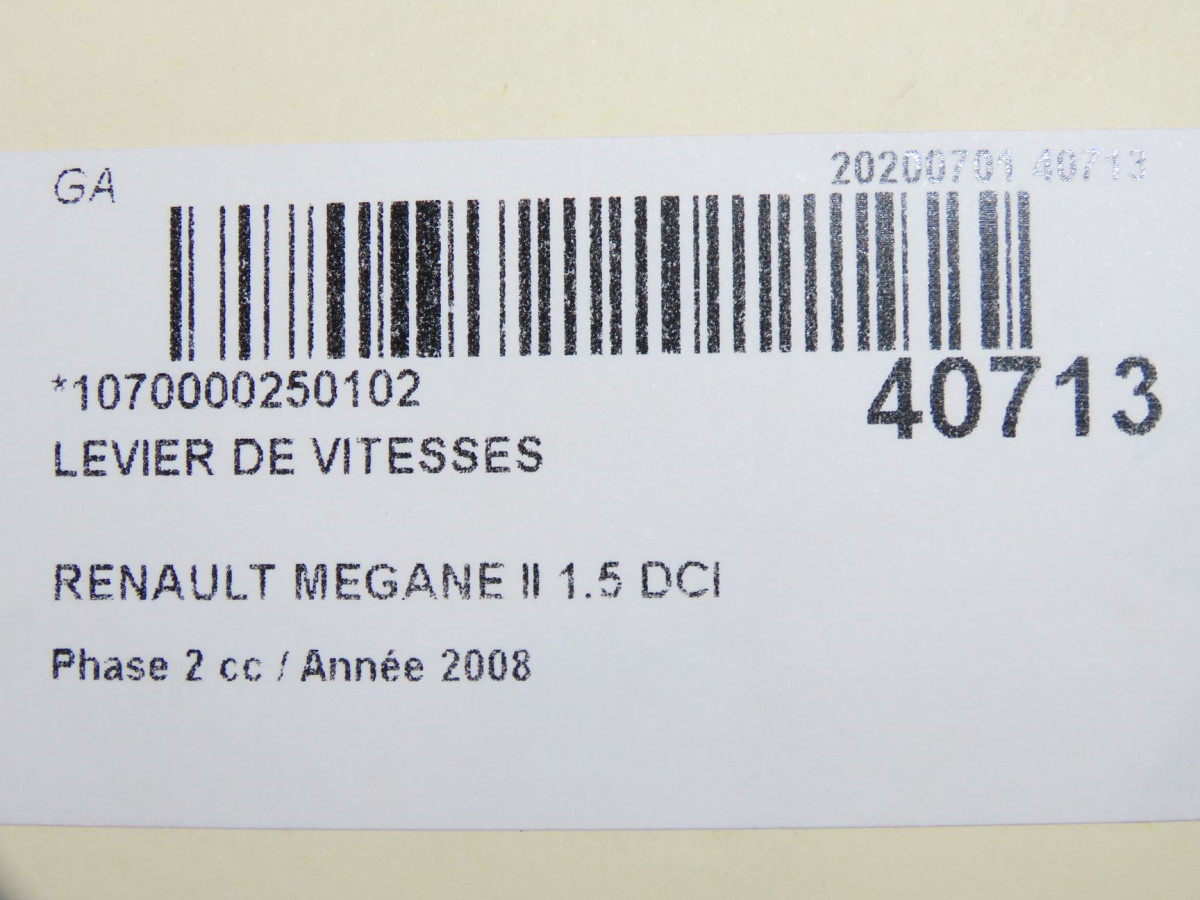 GA
20200701 40713
*1070000250102
40713
LEVIER DE VITESSES
RENAULT MEGANE II 1.5 DCI
Phase 2 cc / Année 2008